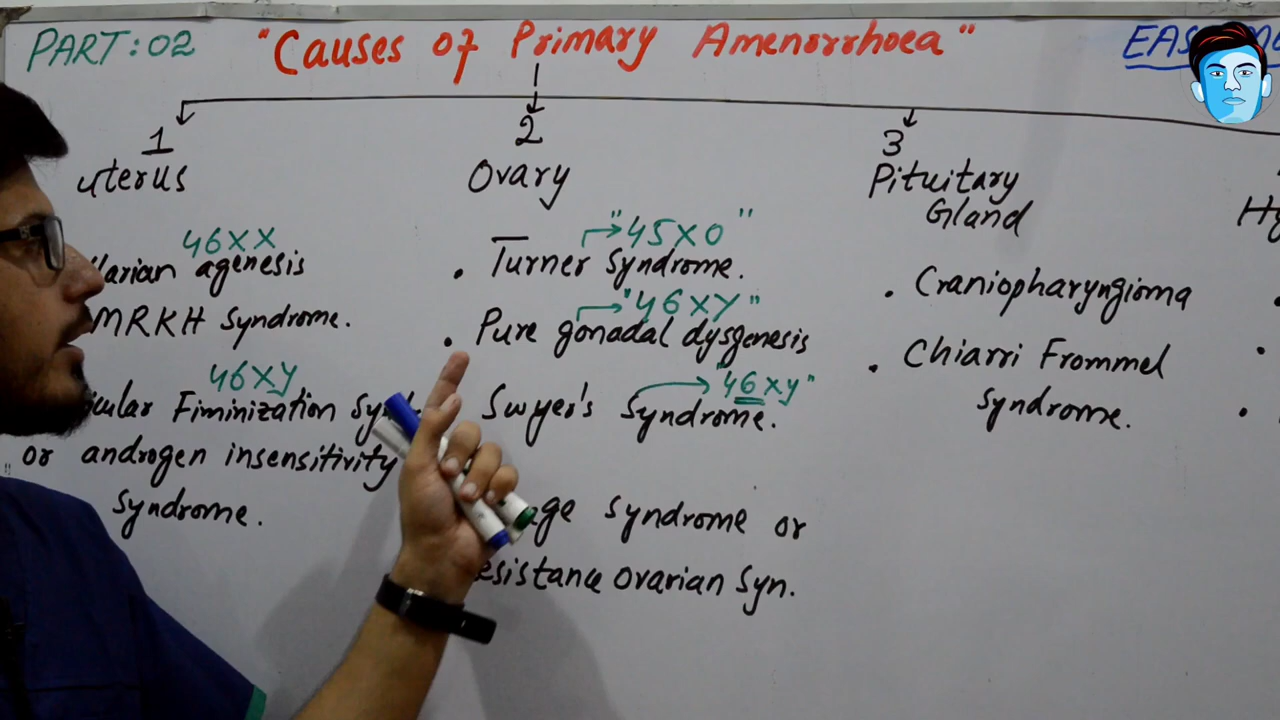 PART:02
"Causes of Primary Amenorrhoea"
1
uterus
46XX
agenesis
MRKH Syndrome.
46XY
Fiminization
or androgen insensitivity
Syndrome.
2
Ovary
"45XO"
Turner Syndrome.
"46XY"
Pure gonadal dysgenesis
"46XY"
Swyer's Syndrome.
Syndrome or
Ovarian Syn.
3
Pituitary
Gland
Craniopharyngioma
Chiarri Frommel
Syndrome.